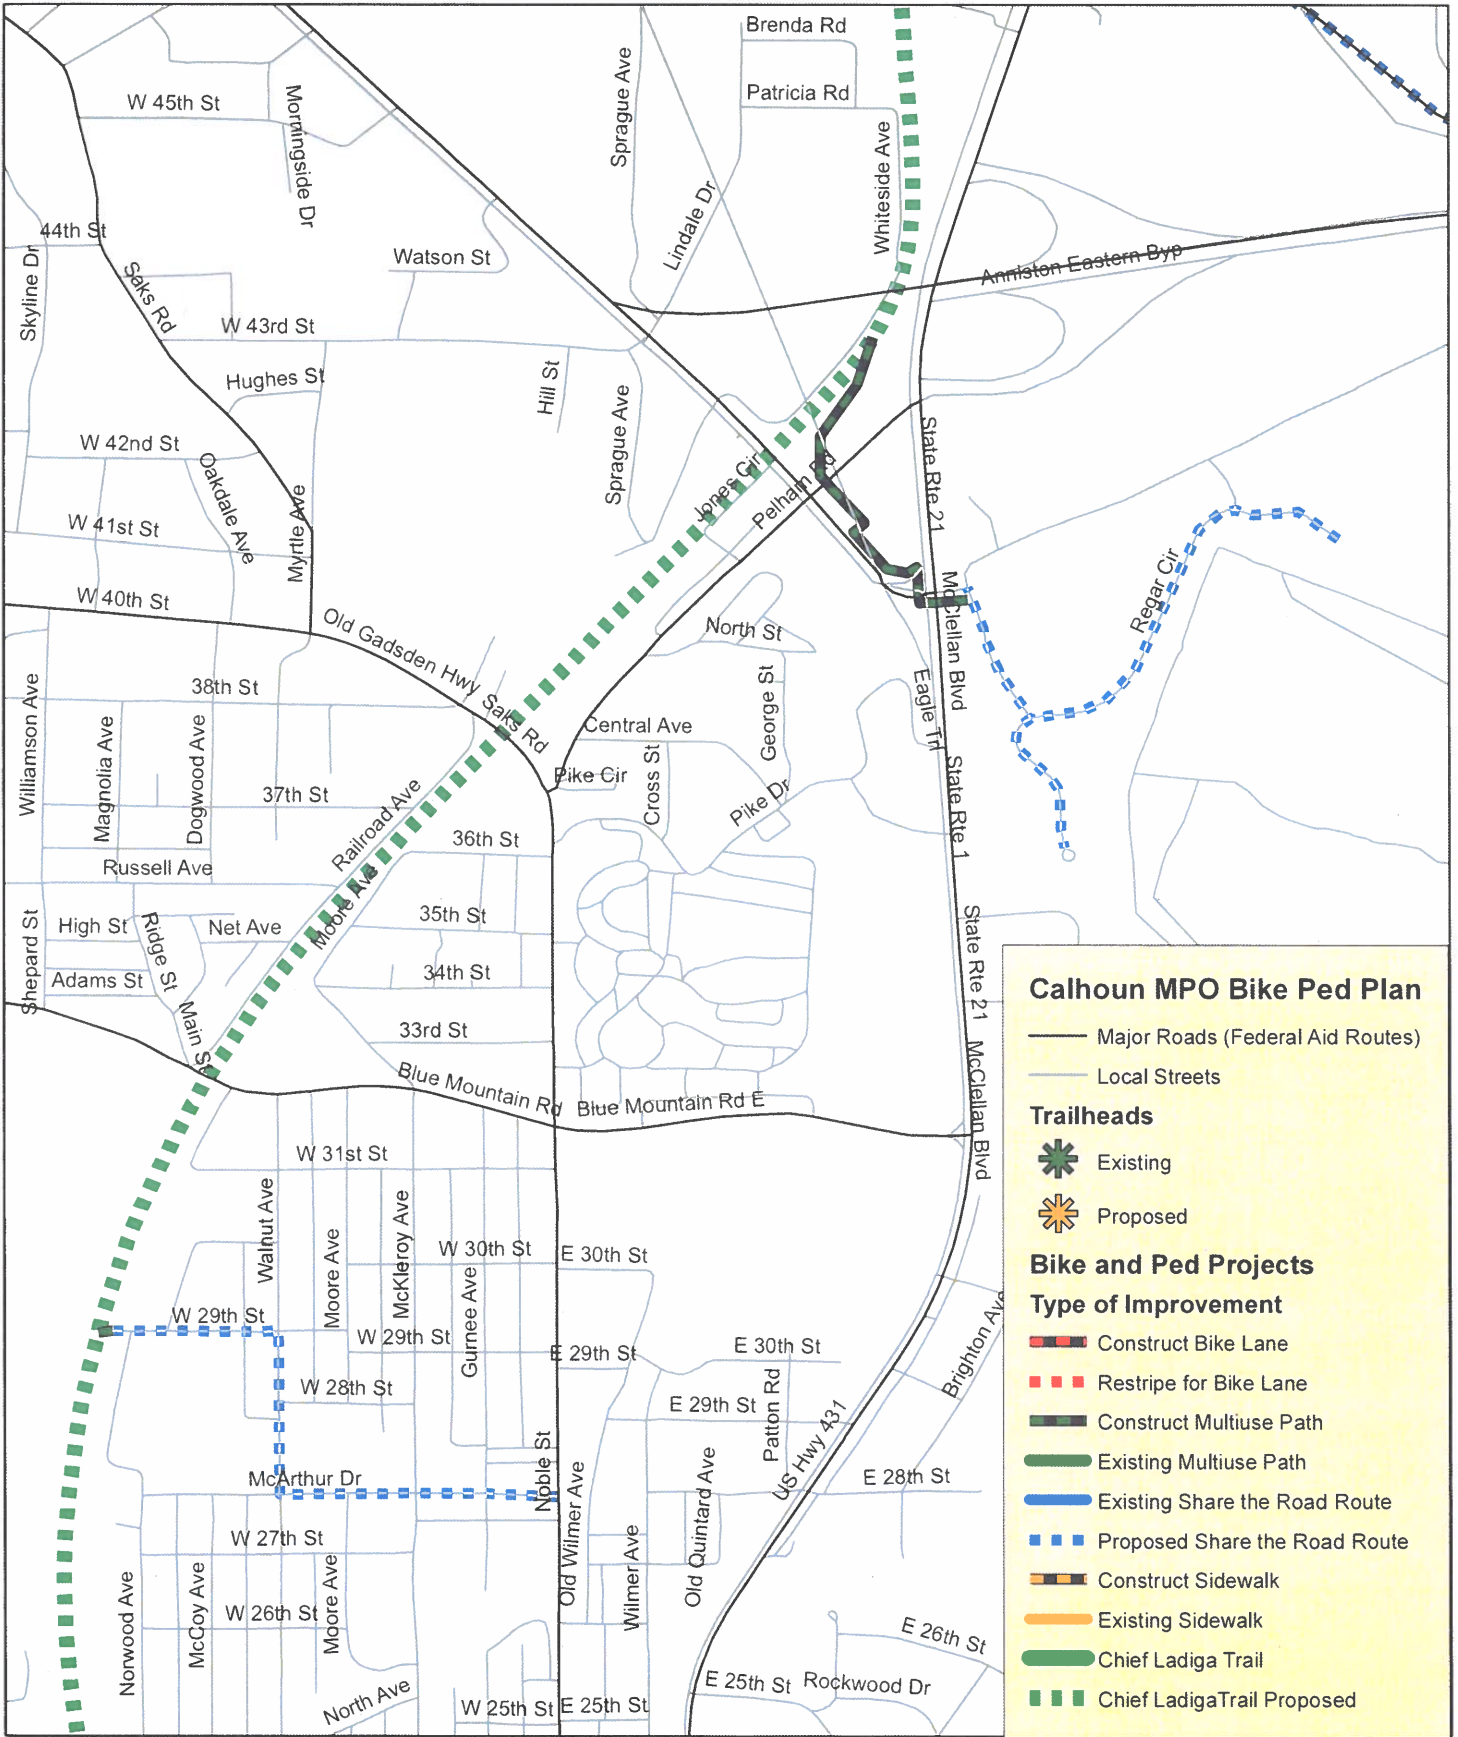 Brenda Rd
Patricia Rd
Sprague Ave
Whiteside Ave
Lindale Dr
W 45th St
Morningside Dr
44th St
Skyline Dr
Saks Rd
Watson St
Anniston Eastern Byp
W 43rd St
Hughes St
Hill St
Sprague Ave
W 42nd St
Oakdale Ave
Myrtle Ave
W 41st St
W 40th St
Jones Cir
Pelham Rd
State Rte 21
McClellan Blvd
Regar Cir
Old Gadsden Hwy
Saks Rd
North St
George St
Eagle Trl
38th St
Williamson Ave
Magnolia Ave
Dogwood Ave
Central Ave
Pike Cir
Cross St
Pike Dr
State Rte 1
37th St
Railroad Ave
36th St
Russell Ave
Moore Ave
Shepard St
High St
Ridge St
Net Ave
35th St
State Rte 21
Adams St
34th St
Main St
33rd St
McClellan Blvd
Blue Mountain Rd
Blue Mountain Rd E
W 31st St
Walnut Ave
Moore Ave
McKleroy Ave
W 30th St
E 30th St
Gurnee Ave
W 29th St
W 29th St
E 29th St
E 30th St
Brighton Ave
W 28th St
E 29th St
Patton Rd
US Hwy 431
McArthur Dr
Noble St
Old Wilmer Ave
Old Quintard Ave
E 28th St
W 27th St
Norwood Ave
McCoy Ave
Moore Ave
Wilmer Ave
W 26th St
E 26th St
North Ave
W 25th St
E 25th St
E 25th St
Rockwood Dr
Calhoun MPO Bike Ped Plan
Major Roads (Federal Aid Routes)
Local Streets
Trailheads
Existing
Proposed
Bike and Ped Projects
Type of Improvement
Construct Bike Lane
Restripe for Bike Lane
Construct Multiuse Path
Existing Multiuse Path
Existing Share the Road Route
Proposed Share the Road Route
Construct Sidewalk
Existing Sidewalk
Chief Ladiga Trail
Chief LadigaTrail Proposed